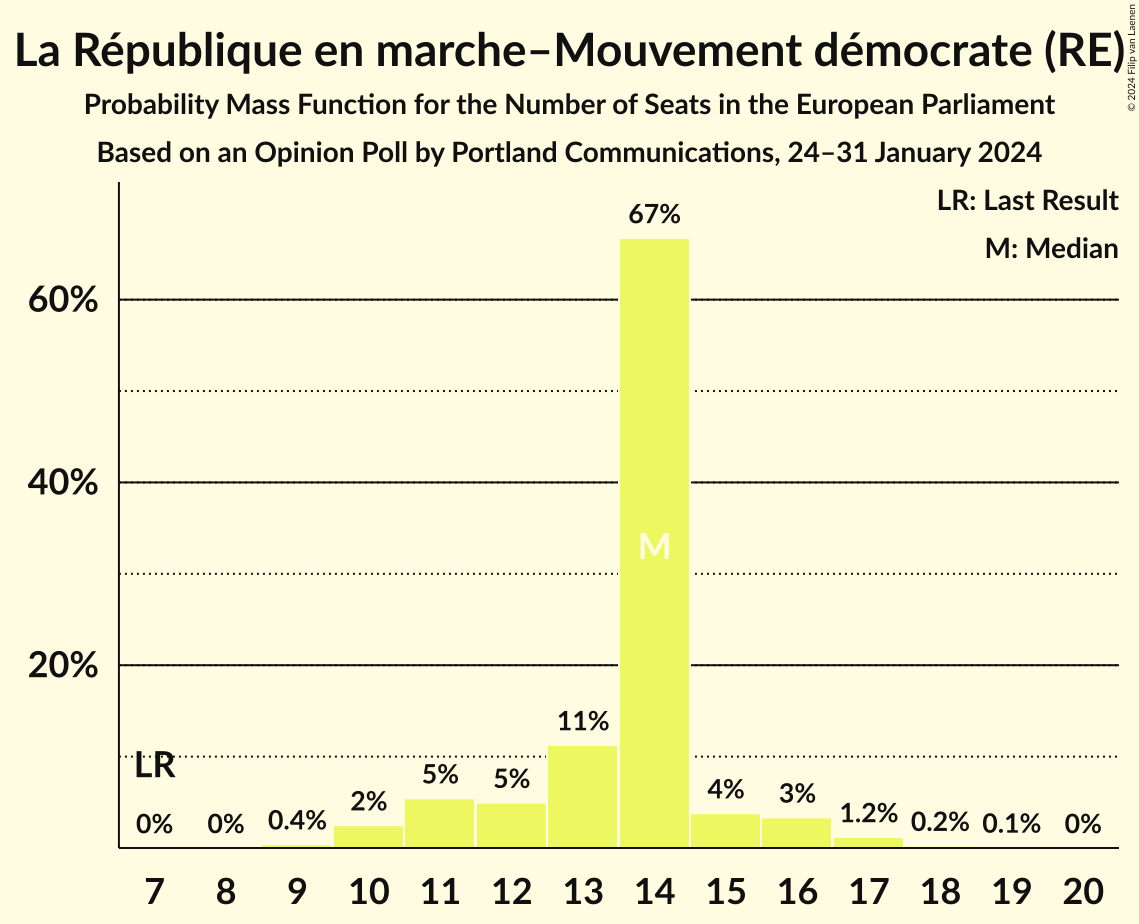 La République en marche–Mouvement démocrate (RE)
© 2024 Filip van Laenen
Probability Mass Function for the Number of Seats in the European Parliament
Based on an Opinion Poll by Portland Communications, 24–31 January 2024
LR: Last Result
M: Median
67%
60%
M
40%
20%
11%
LR
5%
5%
4%
3%
2%
1.2%
0%
0%
0.4%
0.2%
0.1%
0%
7 8 9 10 11 12 13 14 15 16 17 18 19 20